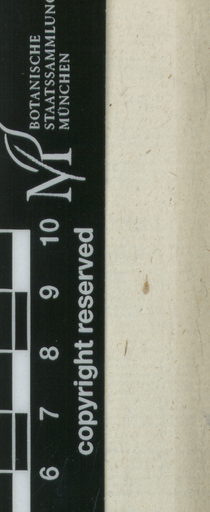 BOTANISCHE
STAATSSAMMLUNG
MÜNCHEN
M
10
9
8
7
6
copyright reserved